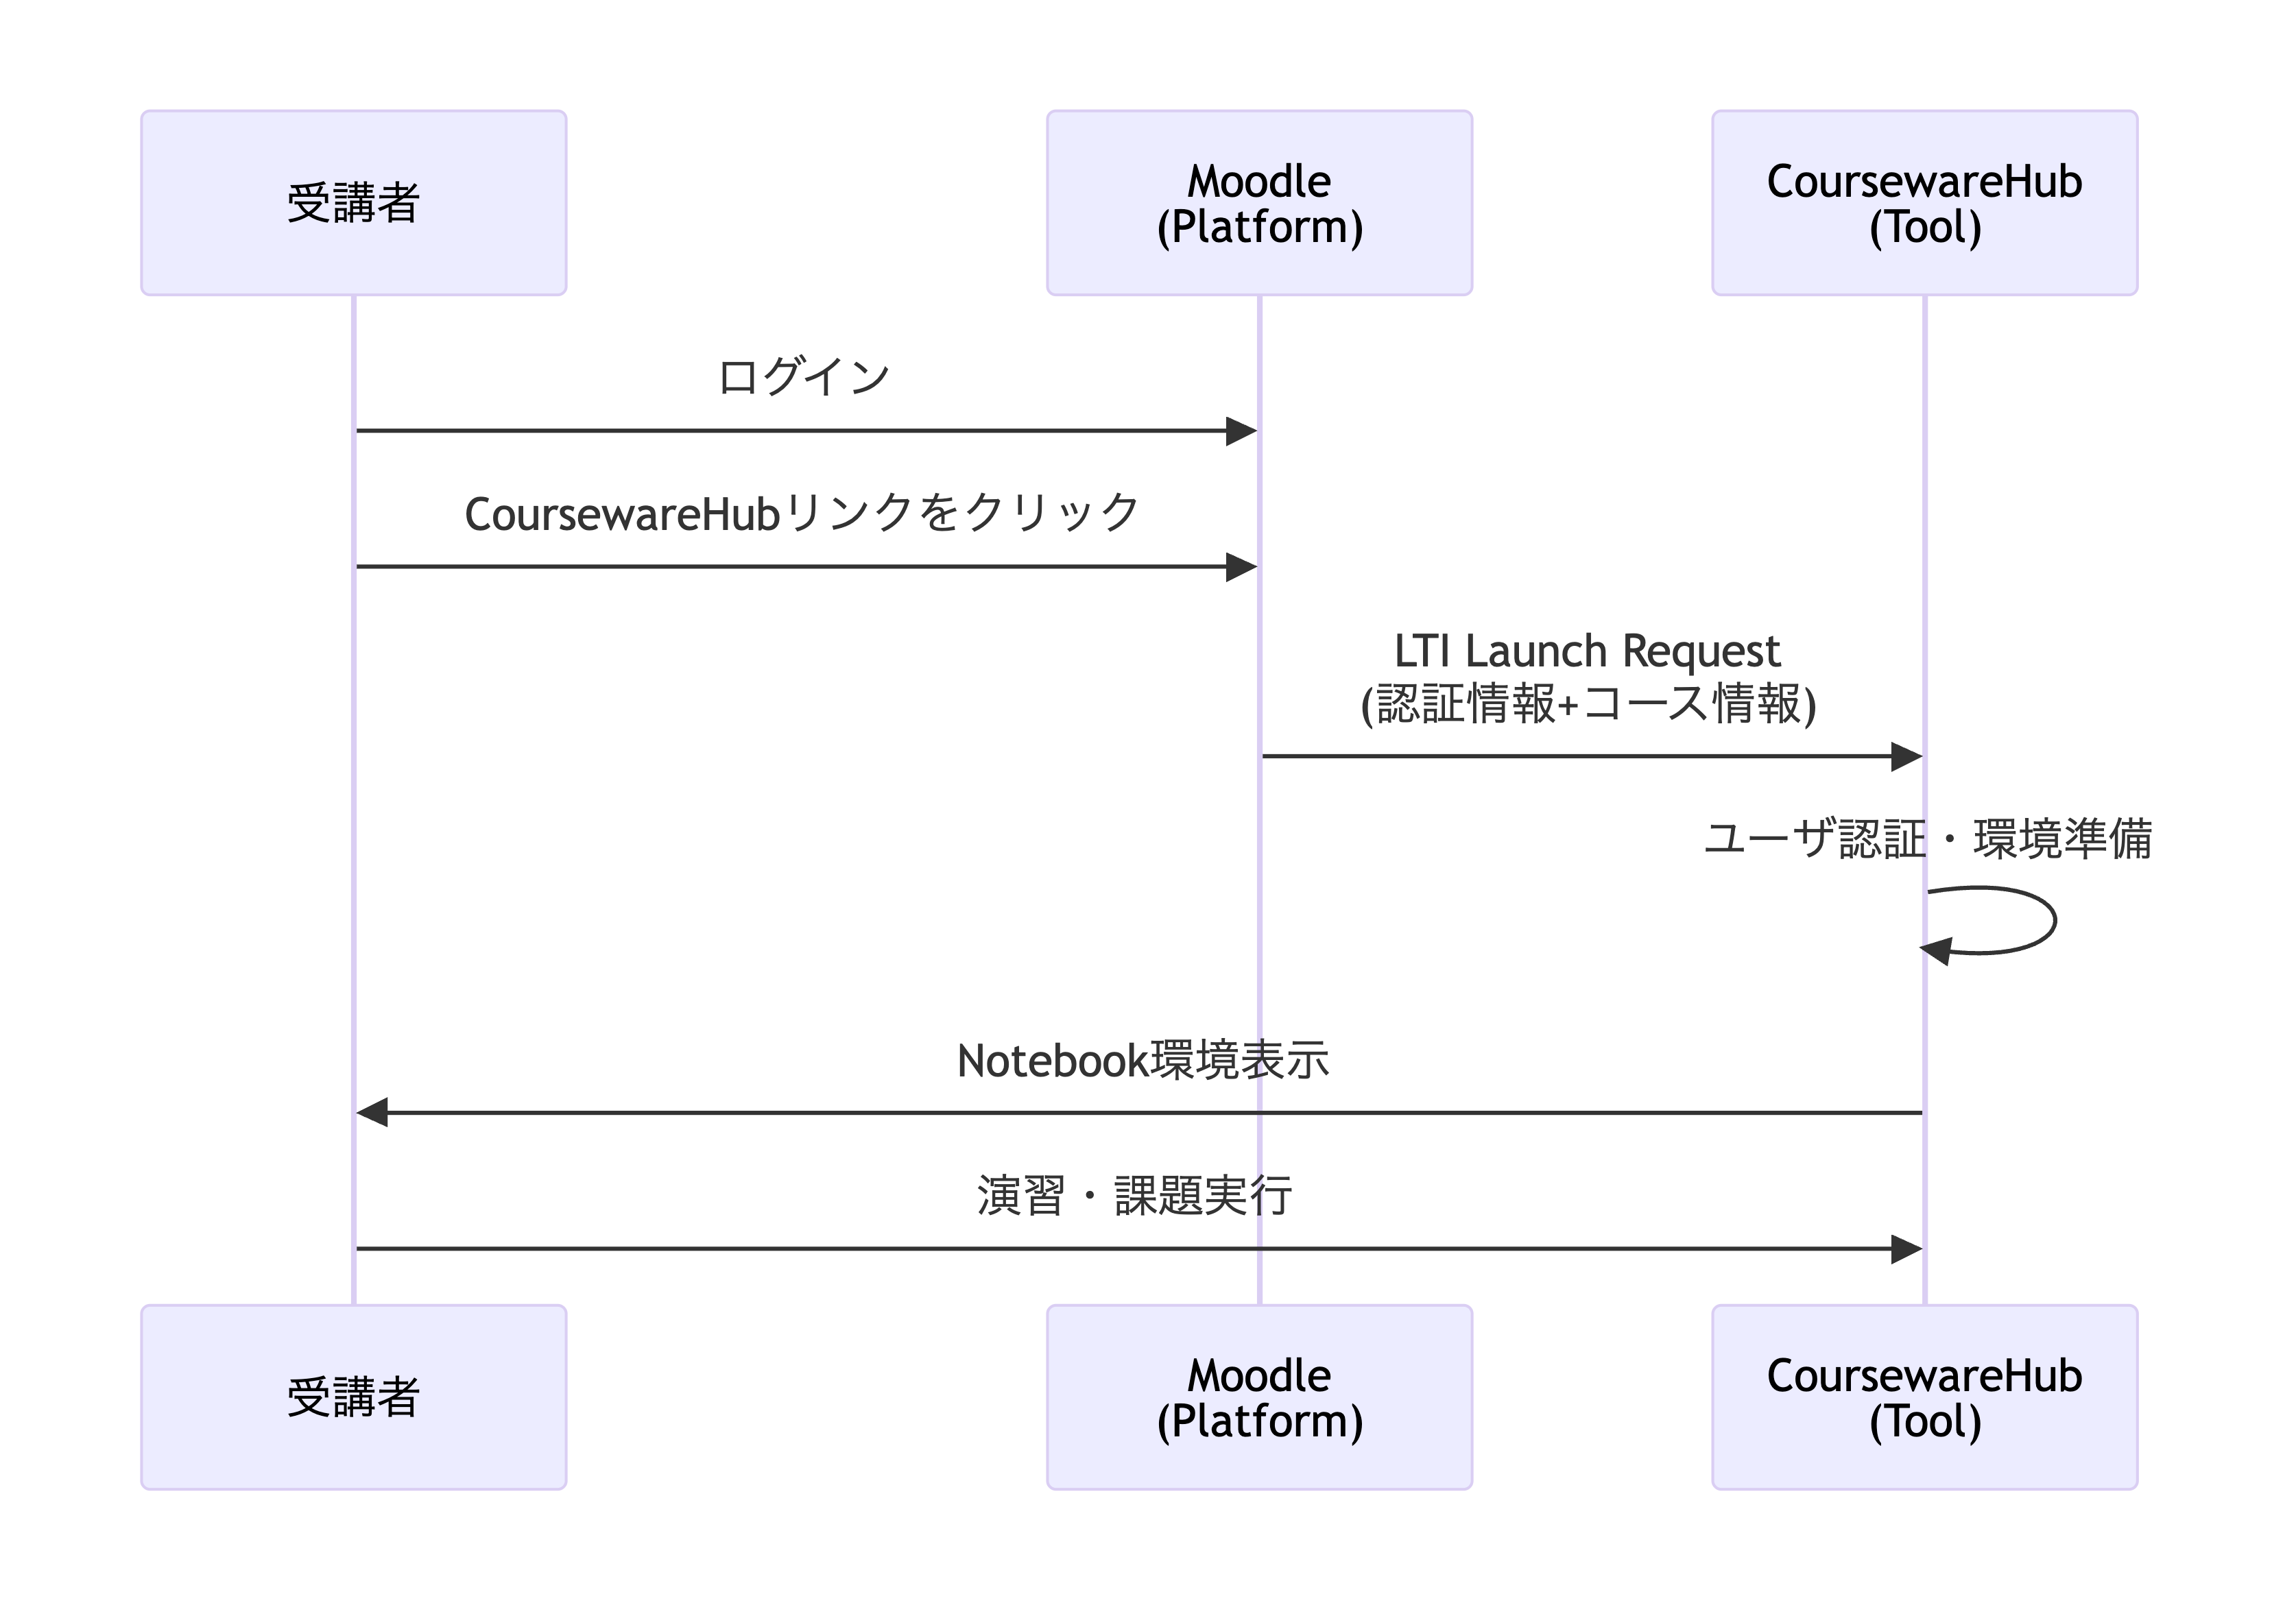 受講者
Moodle
(Platform)
CoursewareHub
(Tool)
ログイン
CoursewareHubリンクをクリック
LTI Launch Request
(認証情報+コース情報)
ユーザ認証・環境準備
Notebook環境表示
演習・課題実行
受講者
Moodle
(Platform)
CoursewareHub
(Tool)